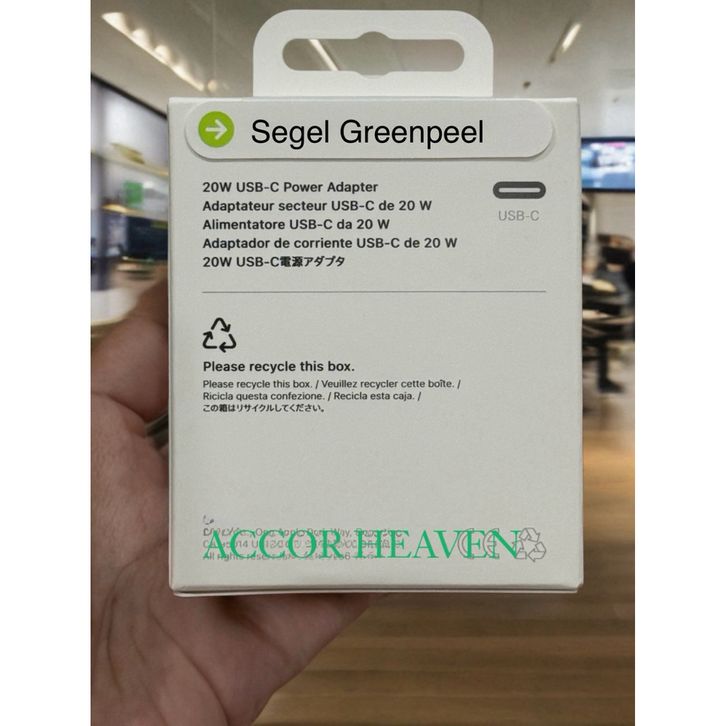 Segel Greenpeel
20W USB-C Power Adapter
Adaptateur secteur USB-C de 20 W
Alimentatore USB-C da 20 W
Adaptador de corriente USB-C de 20 W
20W USB-C電源アダプタ
USB-C
Please recycle this box.
Please recycle this box. / Veuillez recycler cette boîte. /
Ricicla questa confezione. / Recicla esta caja. /
この箱はリサイクルしてください。
ACCOR HEAVEN
All rights